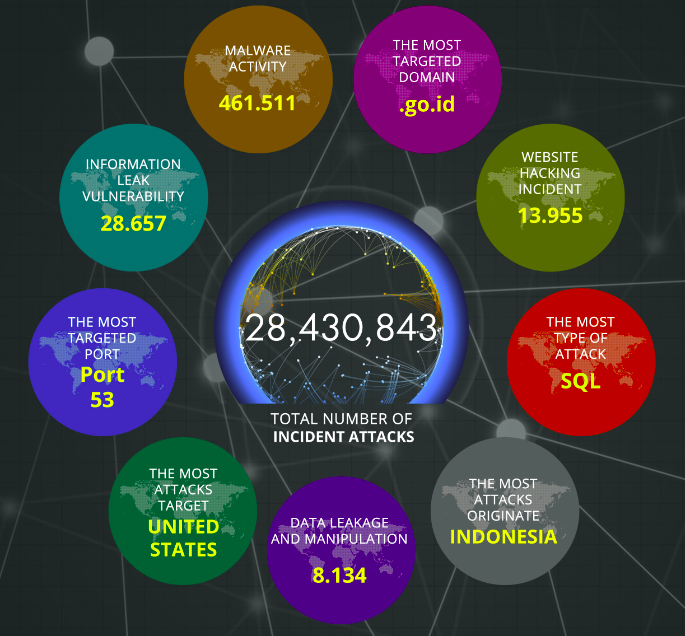 MALWARE
ACTIVITY
461.511
THE MOST
TARGETED
DOMAIN
.go.id
INFORMATION
LEAK
VULNERABILITY
28.657
WEBSITE
HACKING
INCIDENT
13.955
THE MOST
TARGETED
PORT
Port
53
28,430,843
TOTAL NUMBER OF
INCIDENT ATTACKS
THE MOST
TYPE OF
ATTACK
SQL
THE MOST
ATTACKS
TARGET
UNITED
STATES
DATA LEAKAGE
AND MANIPULATION
8.134
THE MOST
ATTACKS
ORIGINATE
INDONESIA